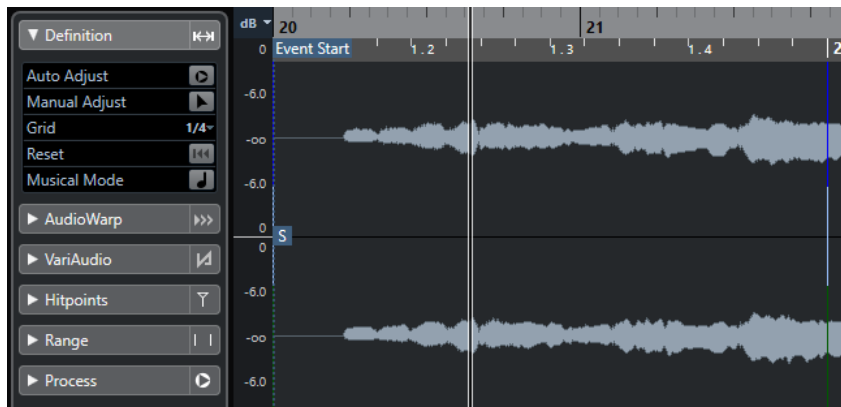 Definition
Auto Adjust
Manual Adjust
Grid 1/4
Reset
Musical Mode
AudioWarp
VariAudio
Hitpoints
Range
Process
dB 20 21
0 Event Start 1.2 1.3 1.4 2
-6.0
-oo
-6.0
0
S
0
-6.0
-oo
-6.0